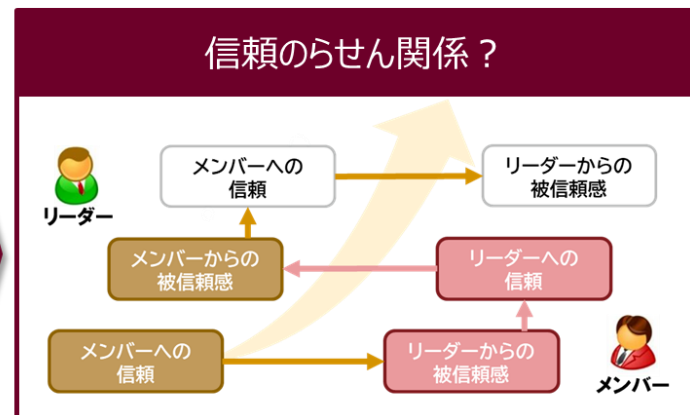 信頼のらせん関係？
メンバーへの
信頼
リーダーからの
被信頼感
リーダー
メンバーからの
被信頼感
リーダーへの
信頼
メンバーへの
信頼
リーダーからの
被信頼感
メンバー